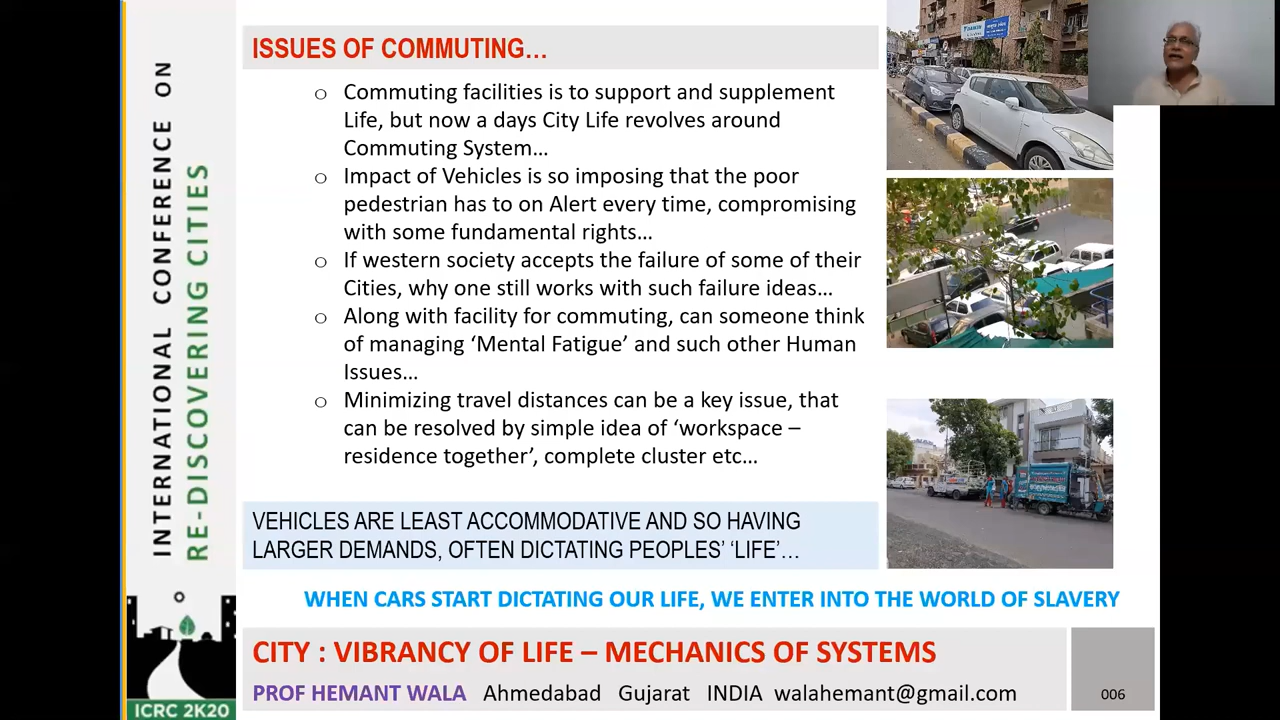 INTERNATIONAL CONFERENCE ON
RE-DISCOVERING CITIES
ICRC 2K20
ISSUES OF COMMUTING…
Commuting facilities is to support and supplement
Life, but now a days City Life revolves around
Commuting System…
Impact of Vehicles is so imposing that the poor
pedestrian has to on Alert every time, compromising
with some fundamental rights…
If western society accepts the failure of some of their
Cities, why one still works with such failure ideas…
Along with facility for commuting, can someone think
of managing ‘Mental Fatigue’ and such other Human
Issues…
Minimizing travel distances can be a key issue, that
can be resolved by simple idea of ‘workspace –
residence together’, complete cluster etc…
VEHICLES ARE LEAST ACCOMMODATIVE AND SO HAVING
LARGER DEMANDS, OFTEN DICTATING PEOPLES’ ‘LIFE’…
WHEN CARS START DICTATING OUR LIFE, WE ENTER INTO THE WORLD OF SLAVERY
CITY : VIBRANCY OF LIFE – MECHANICS OF SYSTEMS
PROF HEMANT WALA Ahmedabad Gujarat INDIA walahemant@gmail.com
006